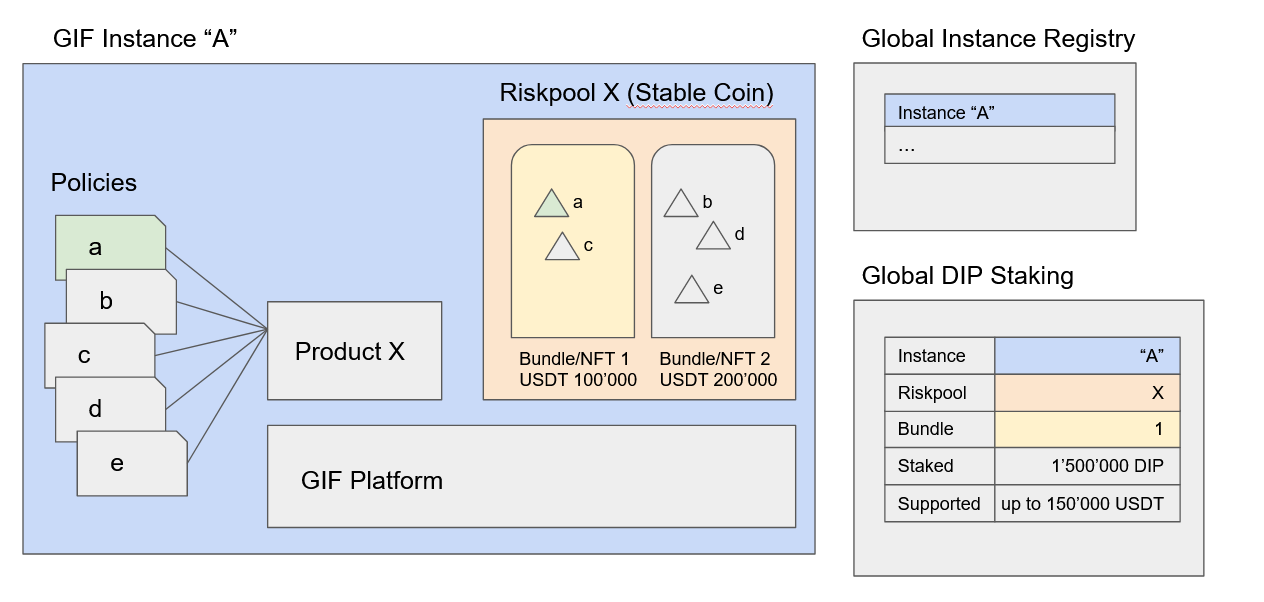 GIF Instance “A”
Riskpool X (Stable Coin)
Policies
a
b
c
d
e
Product X
a
c
b
d
e
Bundle/NFT 1
USDT 100’000
Bundle/NFT 2
USDT 200’000
GIF Platform
Global Instance Registry
Instance “A”
...
Global DIP Staking
Instance “A”
Riskpool X
Bundle 1
Staked 1’500’000 DIP
Supported up to 150’000 USDT